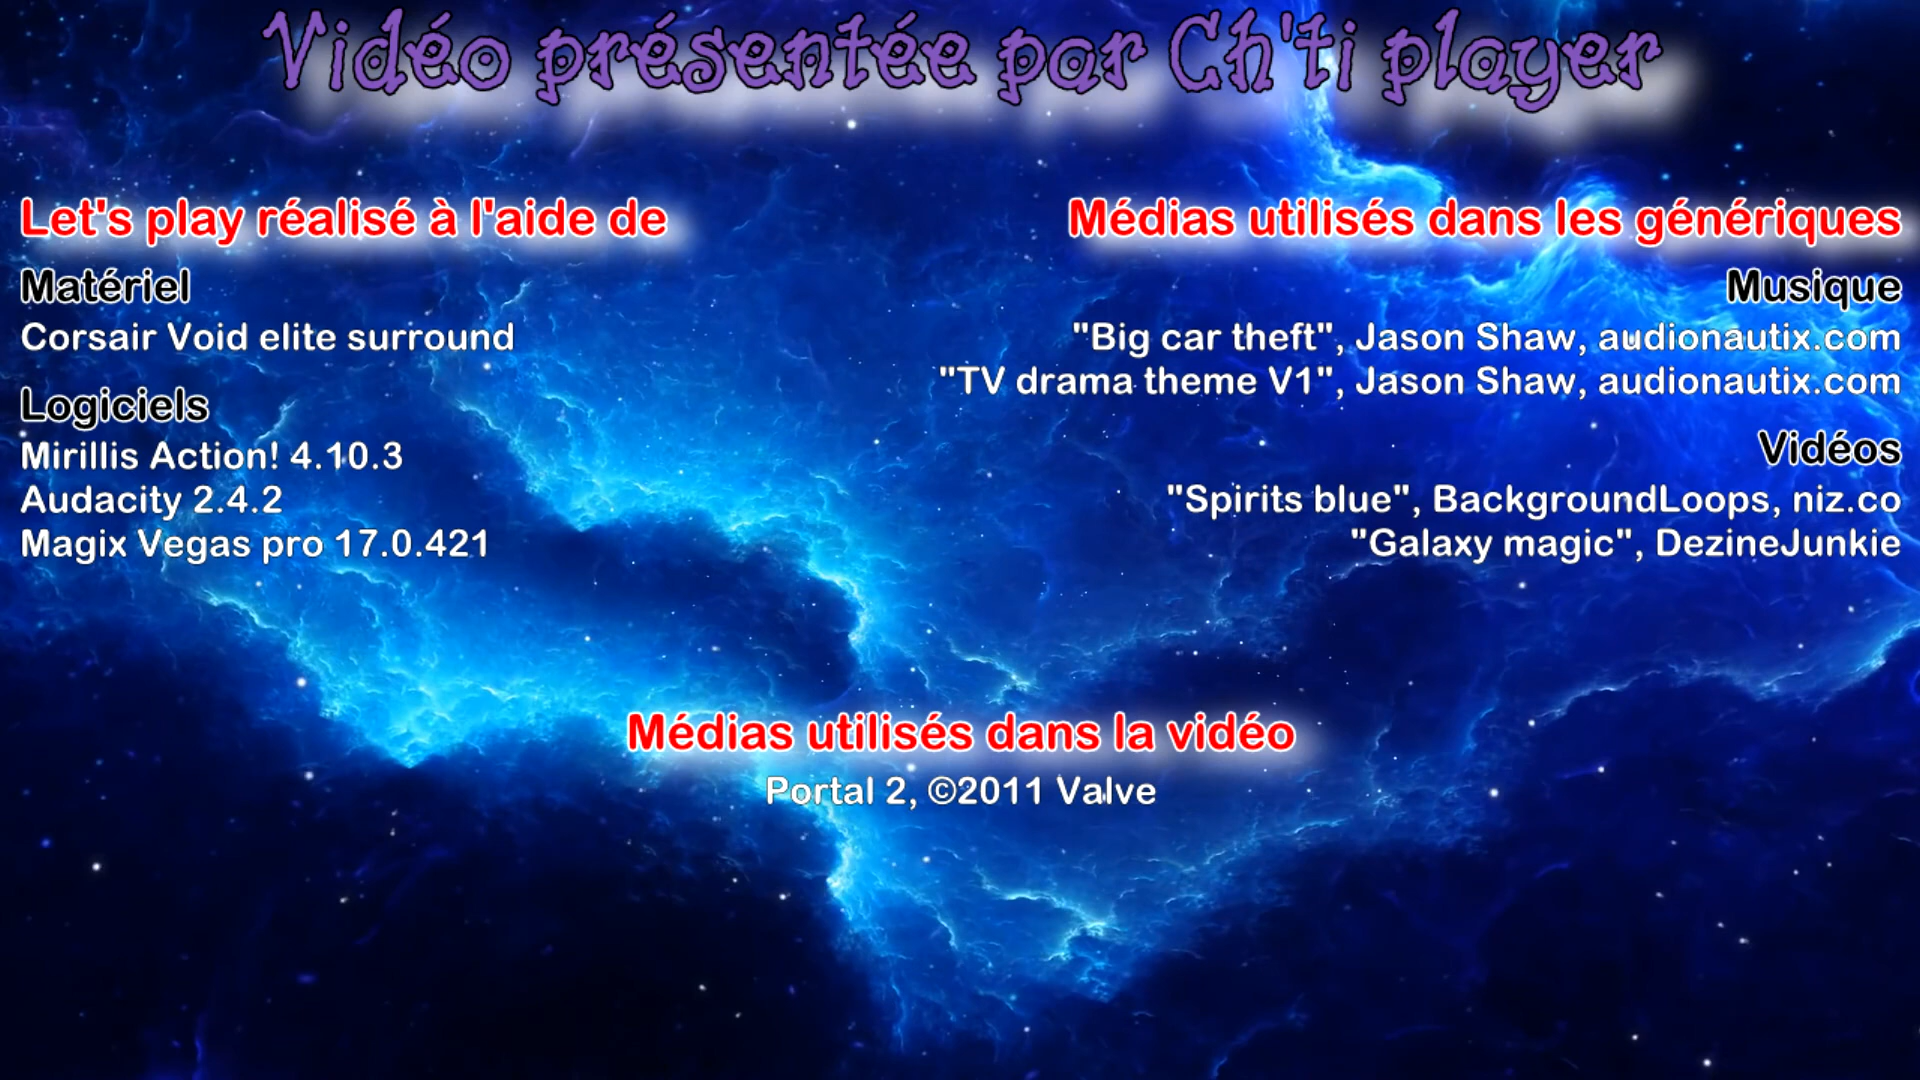 Vidéo présentée par Ch'ti player
Let's play réalisé à l'aide de
Matériel
Corsair Void elite surround
Logiciels
Mirillis Action! 4.10.3
Audacity 2.4.2
Magix Vegas pro 17.0.421
Médias utilisés dans les génériques
Musique
"Big car theft", Jason Shaw, audionautix.com
"TV drama theme V1", Jason Shaw, audionautix.com
Vidéos
"Spirits blue", BackgroundLoops, niz.co
"Galaxy magic", DezineJunkie
Médias utilisés dans la vidéo
Portal 2, ©2011 Valve